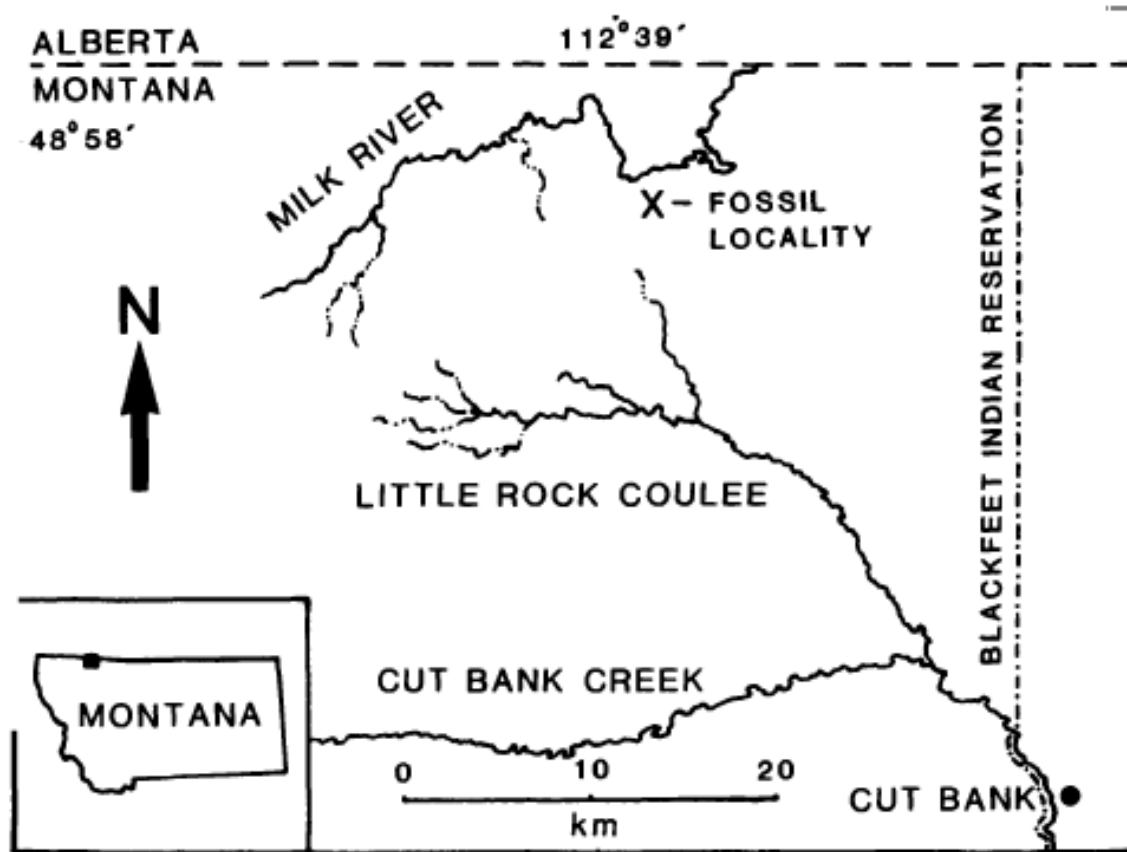 ALBERTA
112°39′
MONTANA
48°58′
MILK RIVER
X – FOSSIL
LOCALITY
BLACKFEET INDIAN RESERVATION
N
LITTLE ROCK COULEE
MONTANA
CUT BANK CREEK
0 10 20
km
CUT BANK